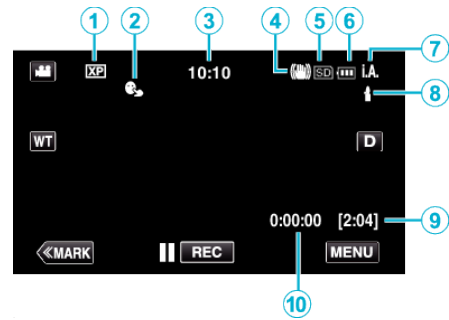 1 2 3 4 5 6 7
XP 10:10 SD i.A.
8
WT D
0:00:00 [2:04] 9
≪MARK REC MENU
10